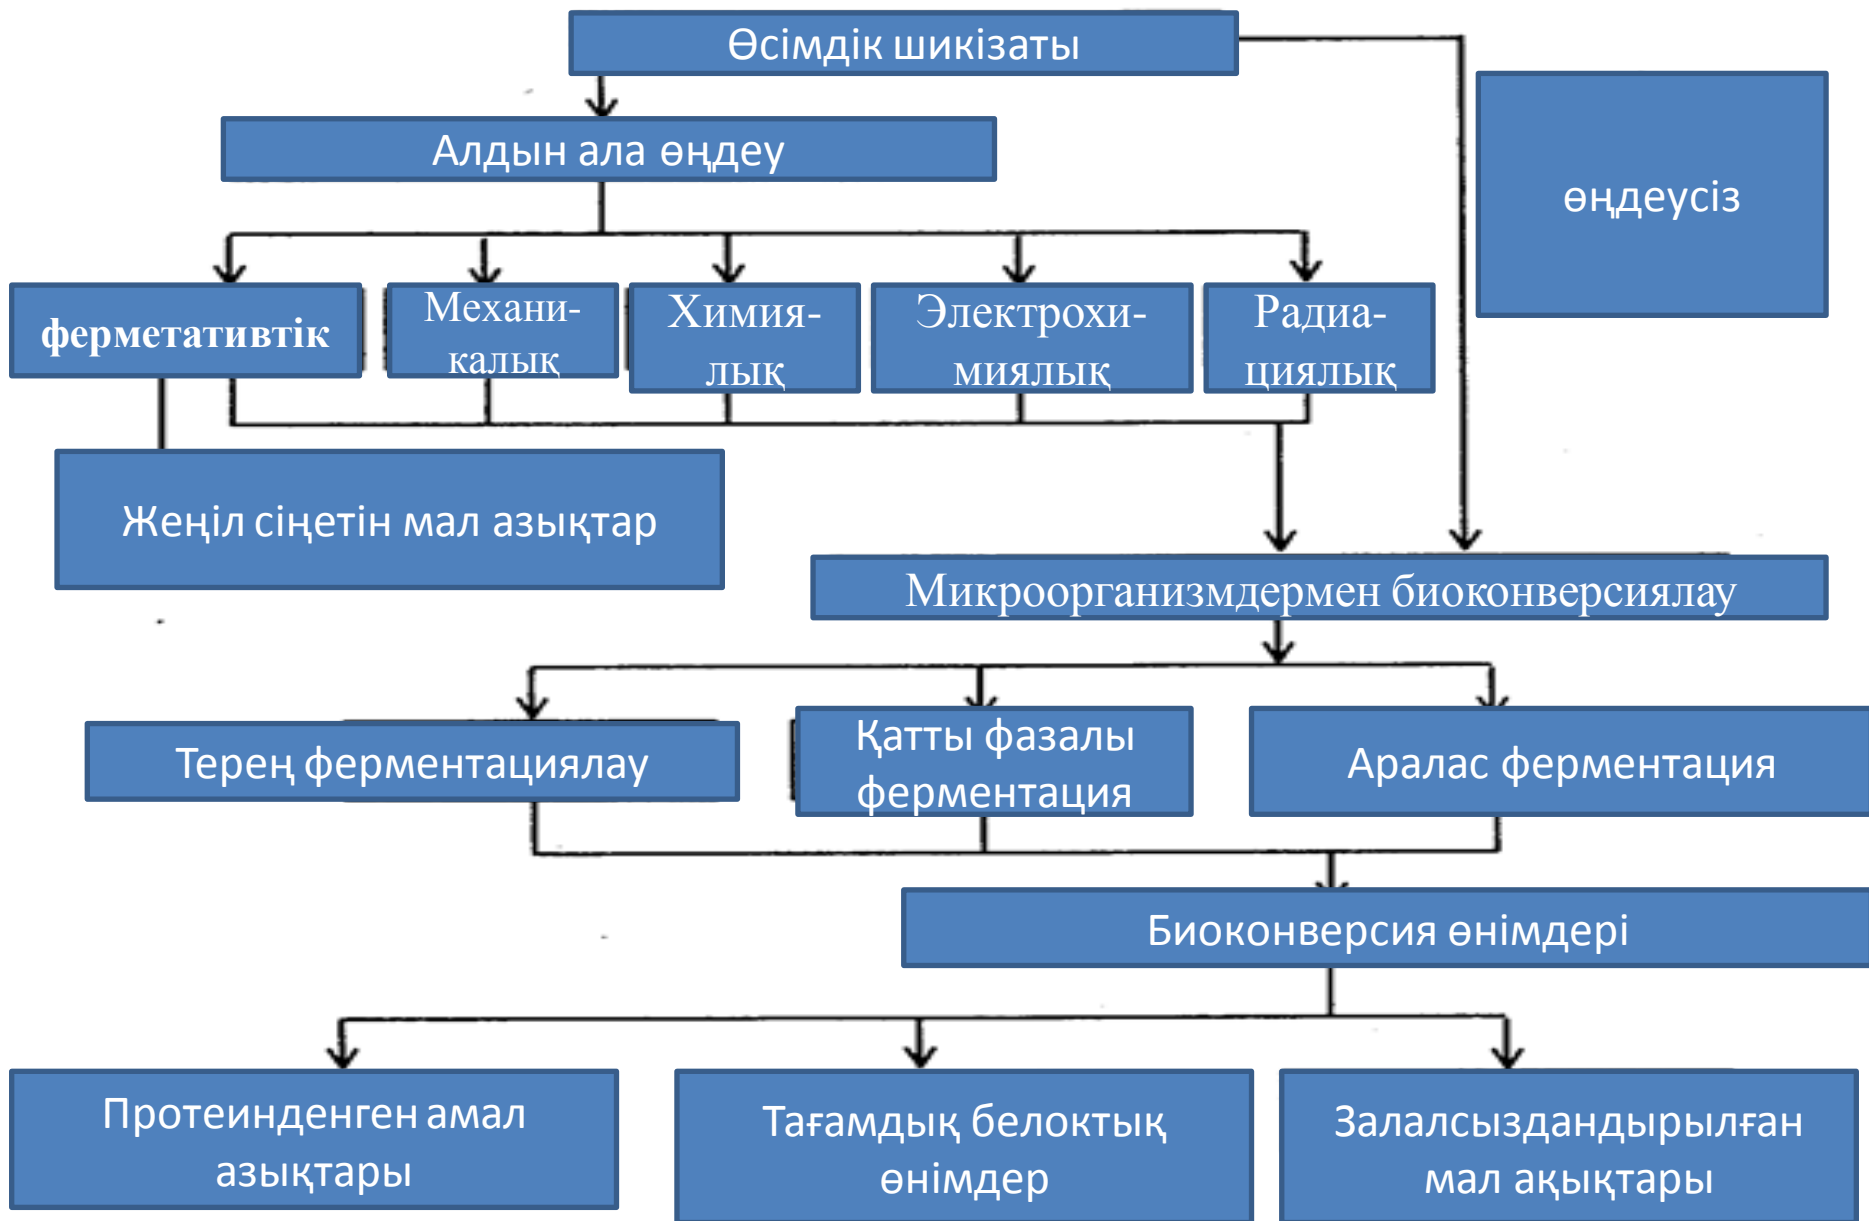 Өсімдік шикізаты
Алдын ала өңдеу
өңдеусіз
ферметативтік
Механи-
калық
Химия-
лық
Электрохи-
миялық
Радиа-
циялық
Жеңіл сіңетін мал азықтар
Микроорганизмдермен биоконверсиялау
Терең ферментациялау
Қатты фазалы
ферментация
Аралас ферментация
Биоконверсия өнімдері
Протеинденген амал
азықтары
Тағамдық белоктық
өнімдер
Залалсыздандырылған
мал ақықтары